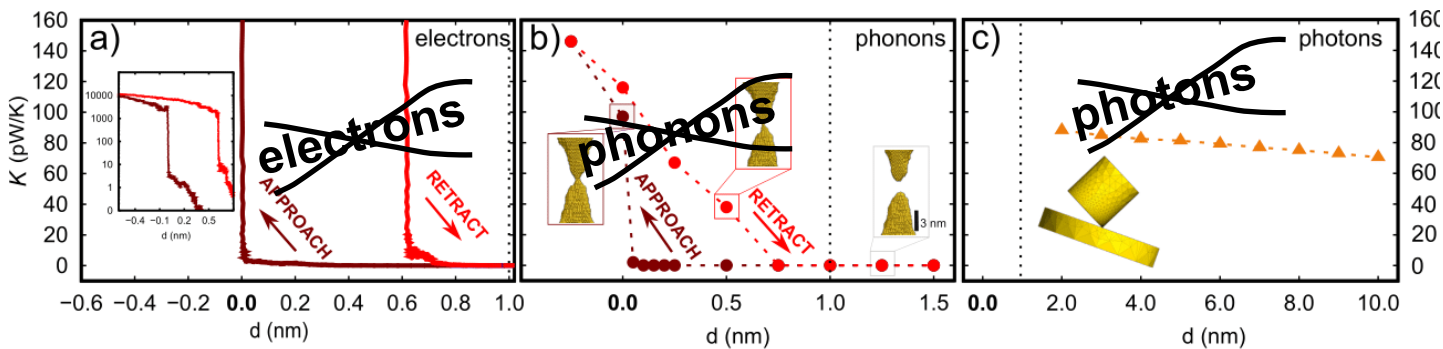 a) electrons
b) phonons
c) photons
160
140
120
100
80
60
40
20
0
K (pW/K)
10000
1000
100
10
1
−0.4 −0.1 0.2 0.5
d (nm)
electrons
APPROACH
RETRACT
−0.6 −0.4 −0.2 0.0 0.2 0.4 0.6 0.8 1.0
d (nm)
phonons
APPROACH
RETRACT
3 nm
0.0 0.5 1.0 1.5
d (nm)
photons
0.0 2.0 4.0 6.0 8.0 10.0
d (nm)
160
140
120
100
80
60
40
20
0